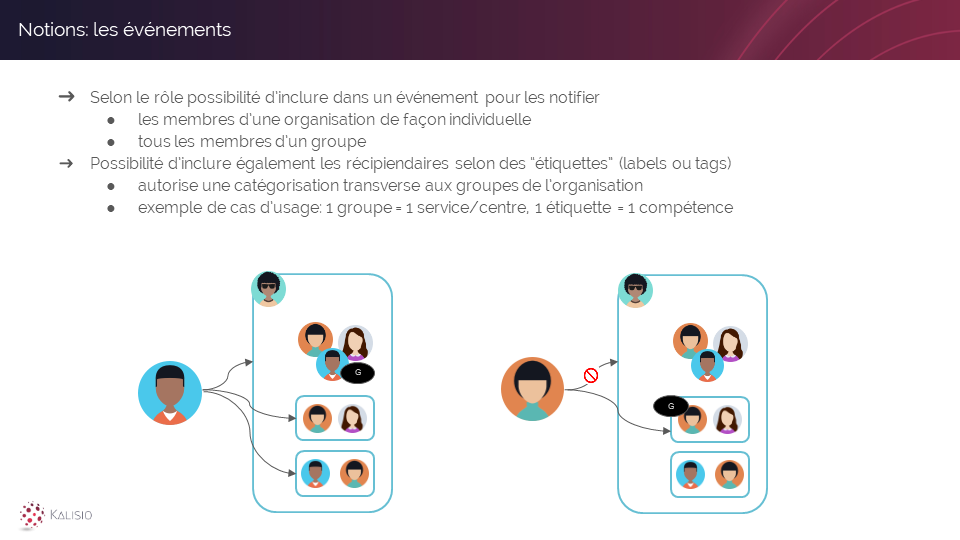 Notions: les événements
➔ Selon le rôle possibilité d'inclure dans un événement pour les notifier
● les membres d'une organisation de façon individuelle
● tous les membres d'un groupe
➔ Possibilité d'inclure également les récipiendaires selon des “étiquettes” (labels ou tags)
● autorise une catégorisation transverse aux groupes de l'organisation
● exemple de cas d'usage: 1 groupe = 1 service/centre, 1 étiquette = 1 compétence
G
G
KALISIO